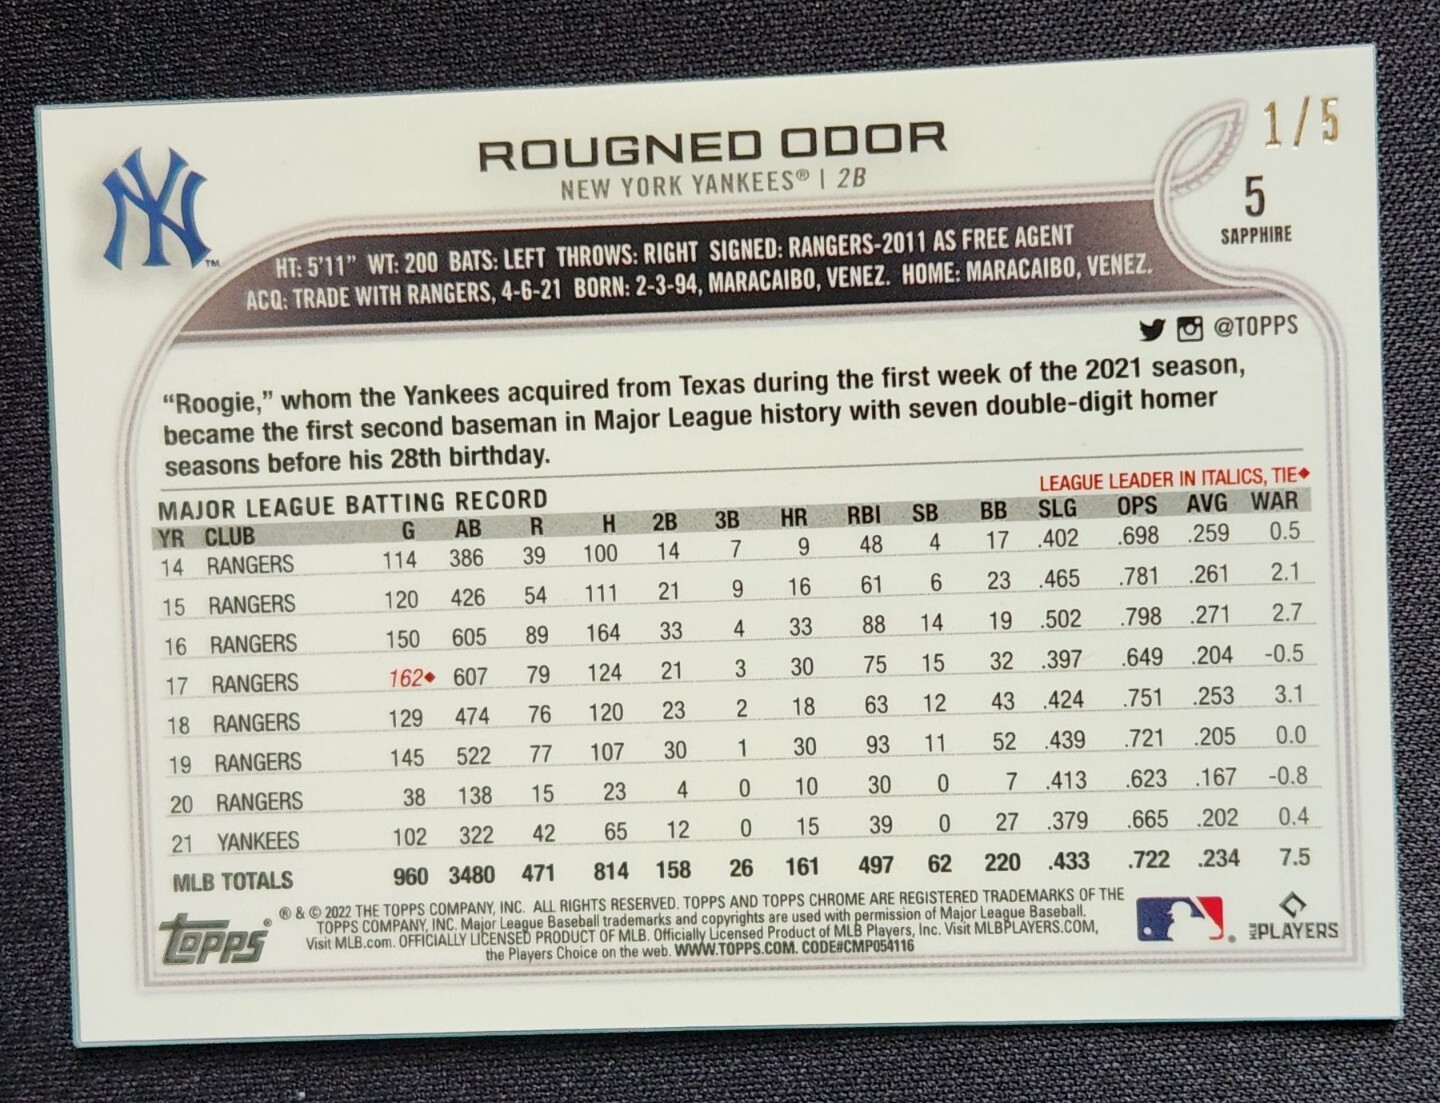 1/5
ROUGNED ODOR
NEW YORK YANKEES® | 2B
5
SAPPHIRE
NY
TM
HT: 5'11" WT: 200 BATS: LEFT THROWS: RIGHT SIGNED: RANGERS-2011 AS FREE AGENT
ACQ: TRADE WITH RANGERS, 4-6-21 BORN: 2-3-94, MARACAIBO, VENEZ. HOME: MARACAIBO, VENEZ.
@TOPPS
“Roogie,” whom the Yankees acquired from Texas during the first week of the 2021 season,
became the first second baseman in Major League history with seven double-digit homer
seasons before his 28th birthday.
LEAGUE LEADER IN ITALICS, TIE♦
MAJOR LEAGUE BATTING RECORD
YR CLUB G AB R H 2B 3B HR RBI SB BB SLG OPS AVG WAR
14 RANGERS 114 386 39 100 14 7 9 48 4 17 .402 .698 .259 0.5
15 RANGERS 120 426 54 111 21 9 16 61 6 23 .465 .781 .261 2.1
16 RANGERS 150 605 89 164 33 4 33 88 14 19 .502 .798 .271 2.7
17 RANGERS 162♦ 607 79 124 21 3 30 75 15 32 .397 .649 .204 -0.5
18 RANGERS 129 474 76 120 23 2 18 63 12 43 .424 .751 .253 3.1
19 RANGERS 145 522 77 107 30 1 30 93 11 52 .439 .721 .205 0.0
20 RANGERS 38 138 15 23 4 0 10 30 0 7 .413 .623 .167 -0.8
21 YANKEES 102 322 42 65 12 0 15 39 0 27 .379 .665 .202 0.4
MLB TOTALS 960 3480 471 814 158 26 161 497 62 220 .433 .722 .234 7.5
topps®
® & © 2022 THE TOPPS COMPANY, INC. ALL RIGHTS RESERVED. TOPPS AND TOPPS CHROME ARE REGISTERED TRADEMARKS OF THE
TOPPS COMPANY, INC. Major League Baseball trademarks and copyrights are used with permission of Major League Baseball.
Visit MLB.com. OFFICIALLY LICENSED PRODUCT OF MLB. Officially Licensed Product of MLB Players, Inc. Visit MLBPLAYERS.COM,
the Players Choice on the web. WWW.TOPPS.COM. CODE#CMP054116
®
MLB PLAYERS